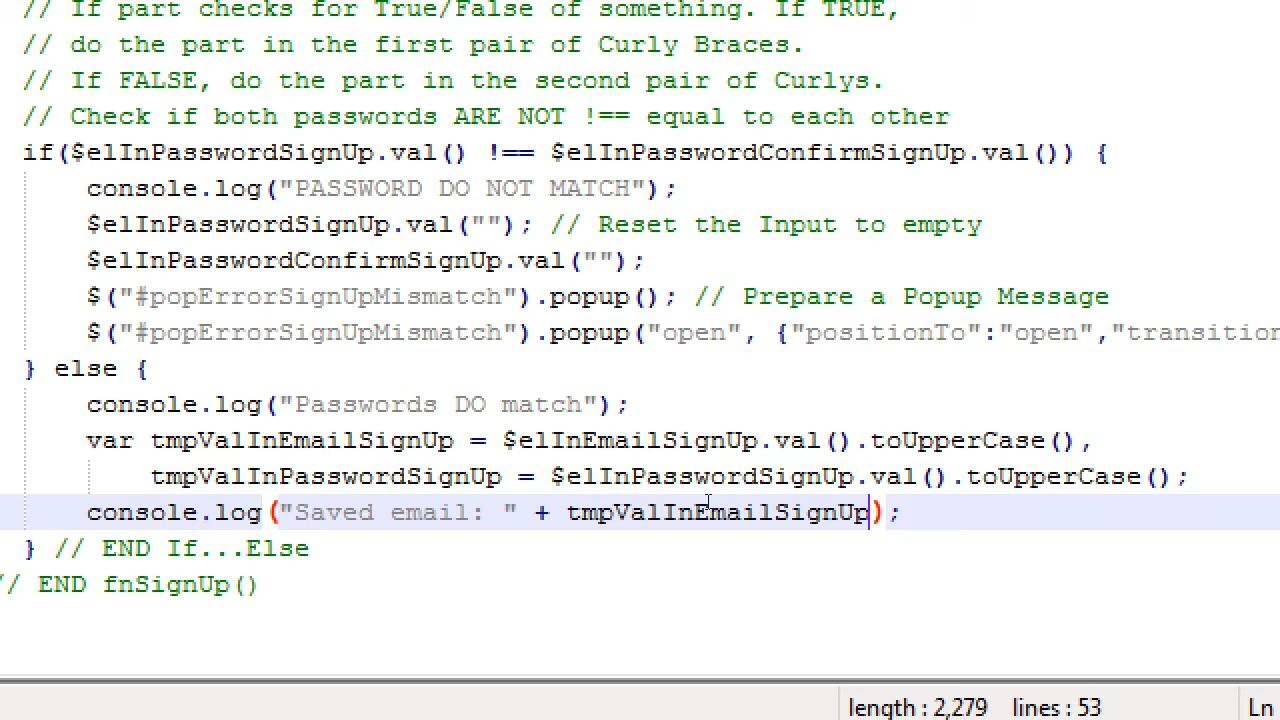 // If part checks for True/False of something. If TRUE,
// do the part in the first pair of Curly Braces.
// If FALSE, do the part in the second pair of Curlys.
// Check if both passwords ARE NOT !== equal to each other
if($elInPasswordSignUp.val() !== $elInPasswordConfirmSignUp.val()) {
console.log("PASSWORD DO NOT MATCH");
$elInPasswordSignUp.val(""); // Reset the Input to empty
$elInPasswordConfirmSignUp.val("");
$("#popErrorSignUpMismatch").popup(); // Prepare a Popup Message
$("#popErrorSignUpMismatch").popup("open", {"positionTo":"open","transition
} else {
console.log("Passwords DO match");
var tmpValInEmailSignUp = $elInEmailSignUp.val().toUpperCase(),
tmpValInPasswordSignUp = $elInPasswordSignUp.val().toUpperCase();
console.log("Saved email: " + tmpValInEmailSignUp);
} // END If...Else
// END fnSignUp()
length : 2,279 lines : 53 Ln